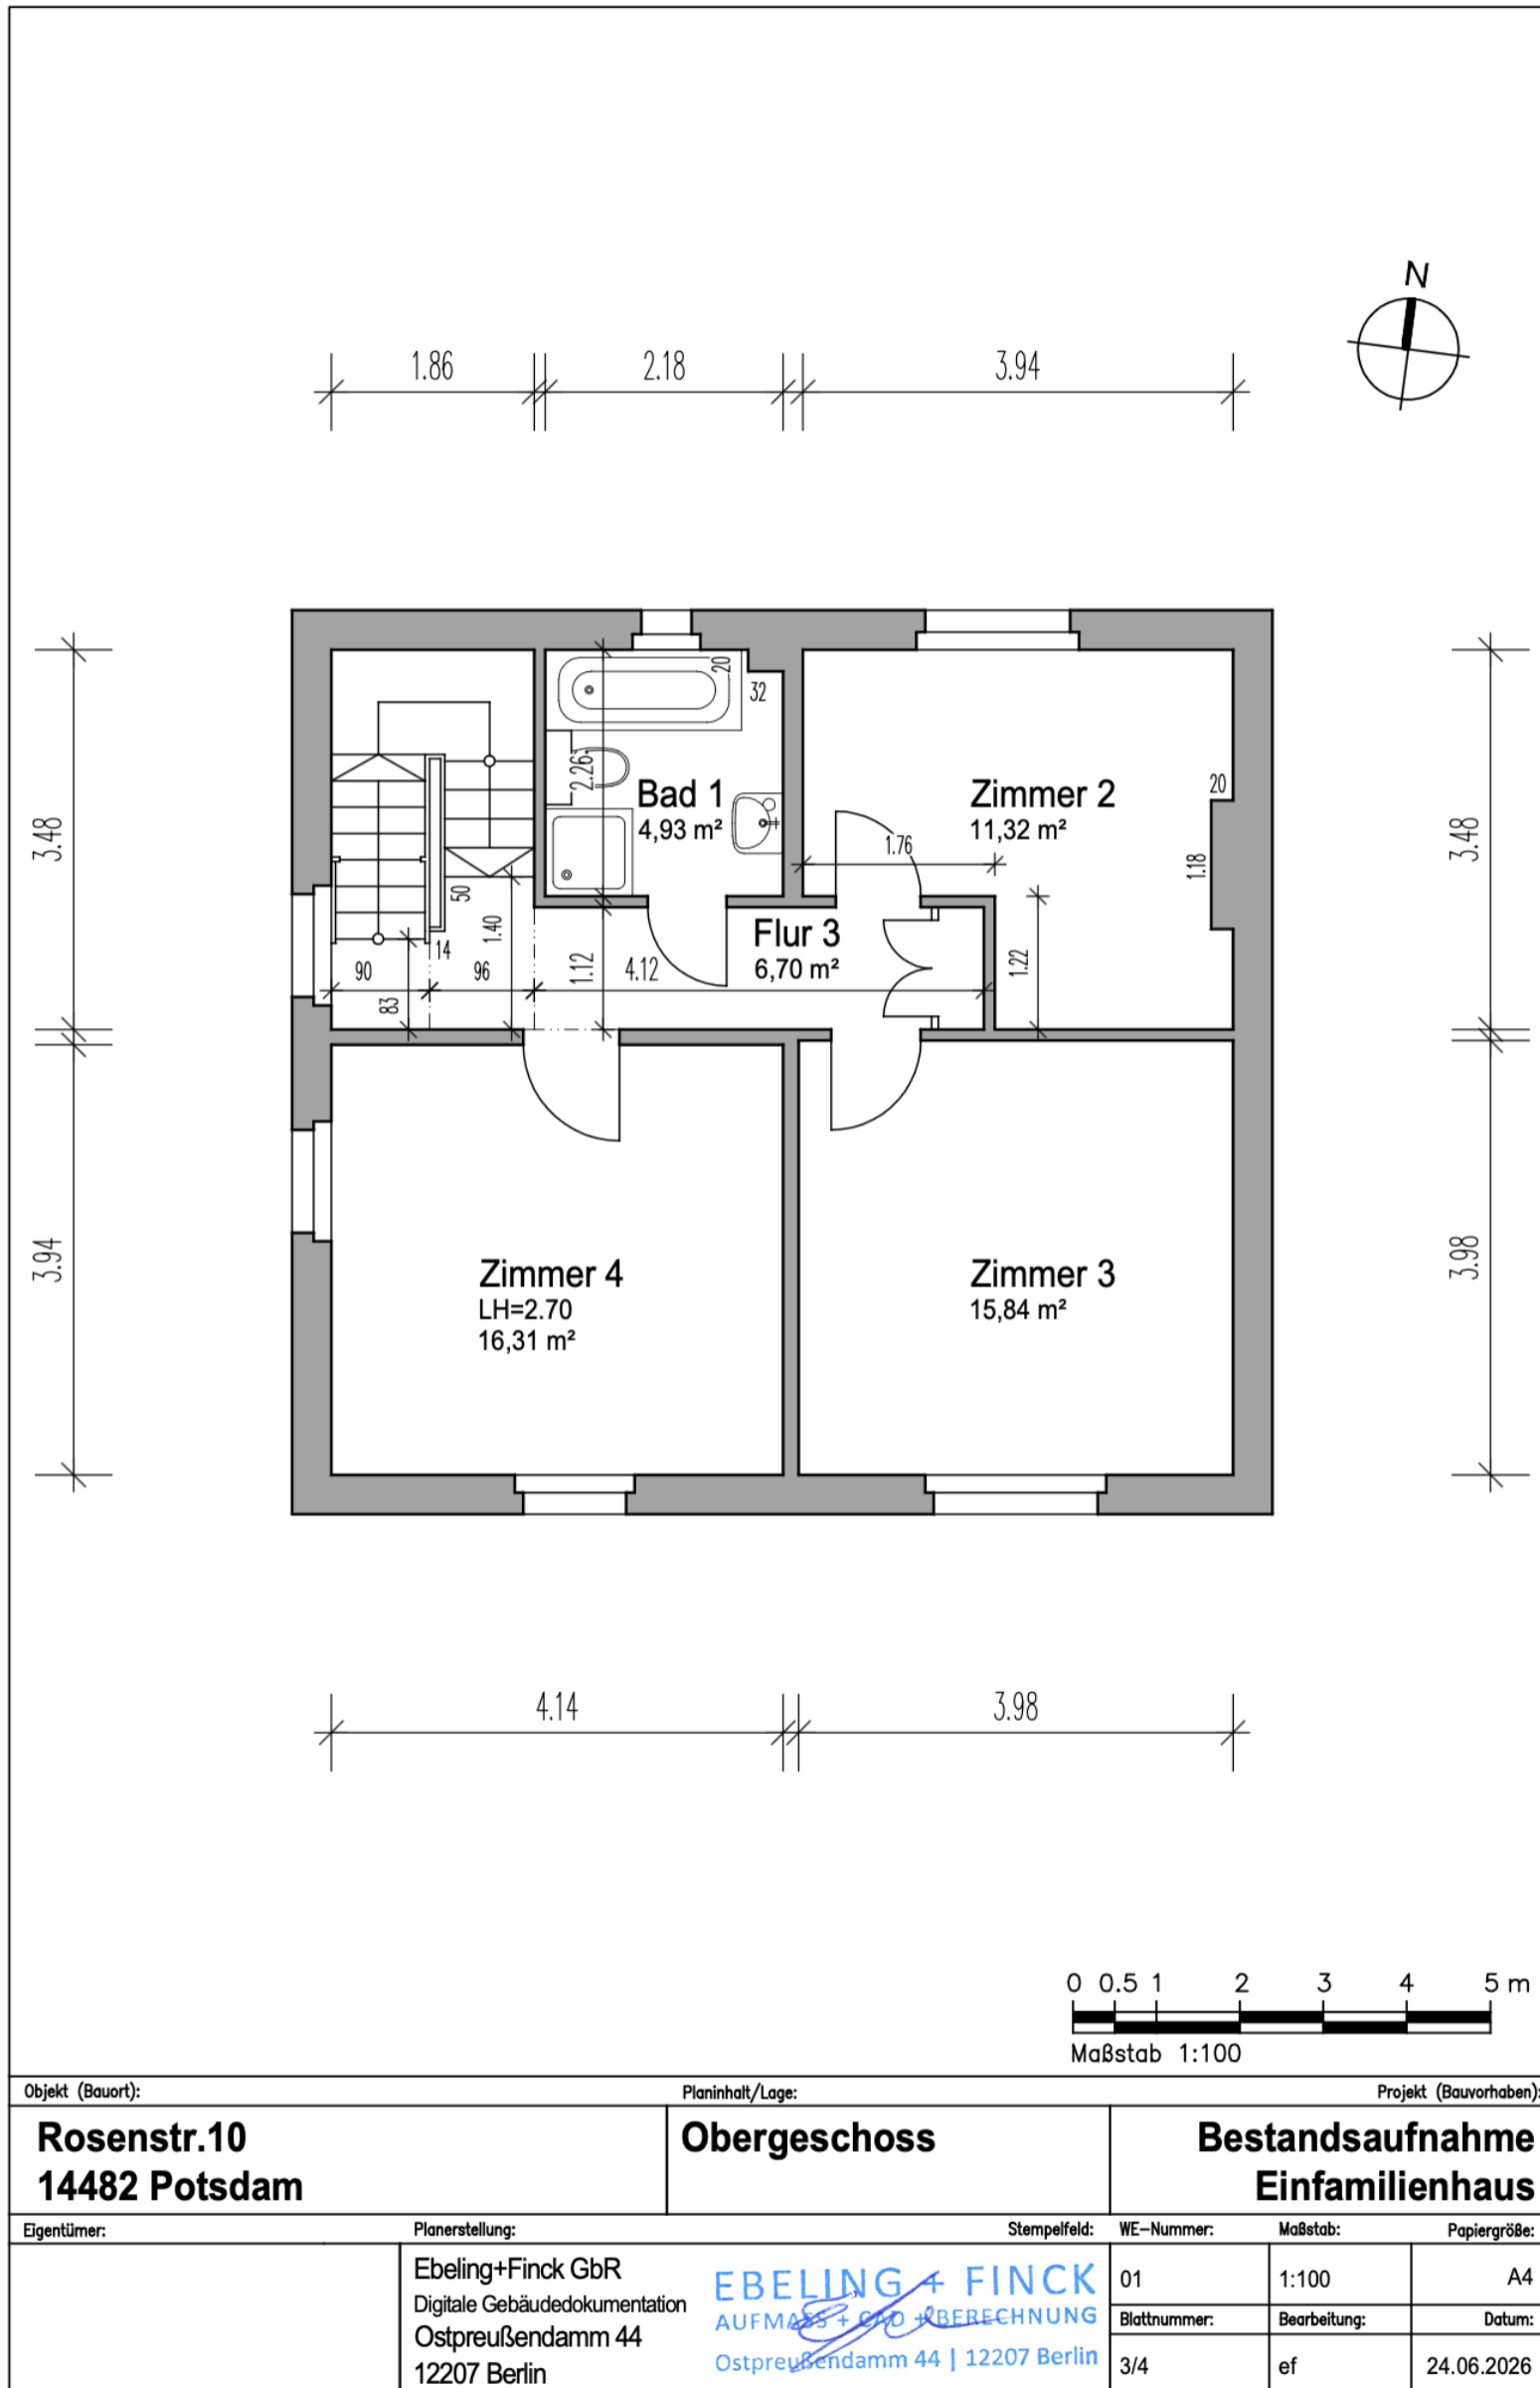 N
1.86
2.18
3.94
3.48
3.48
20
32
2.26
Bad 1
4,93 m²
Zimmer 2
11,32 m²
20
1.18
1.76
50
1.40
14
90
96
83
1.12
4.12
Flur 3
6,70 m²
1.22
3.94
3.98
Zimmer 4
LH=2.70
16,31 m²
Zimmer 3
15,84 m²
4.14
3.98
0 0.5 1 2 3 4 5 m
Maßstab 1:100
Objekt (Bauort):
Planinhalt/Lage:
Projekt (Bauvorhaben):
Rosenstr.10
14482 Potsdam
Obergeschoss
Bestandsaufnahme
Einfamilienhaus
Eigentümer:
Planerstellung:
Stempelfeld:
WE-Nummer:
Maßstab:
Papiergröße:
Ebeling+Finck GbR
Digitale Gebäudedokumentation
Ostpreußendamm 44
12207 Berlin
EBELING + FINCK
AUFMASS + CAD + BERECHNUNG
Ostpreußendamm 44 | 12207 Berlin
01
1:100
A4
Blattnummer:
Bearbeitung:
Datum:
3/4
ef
24.06.2026